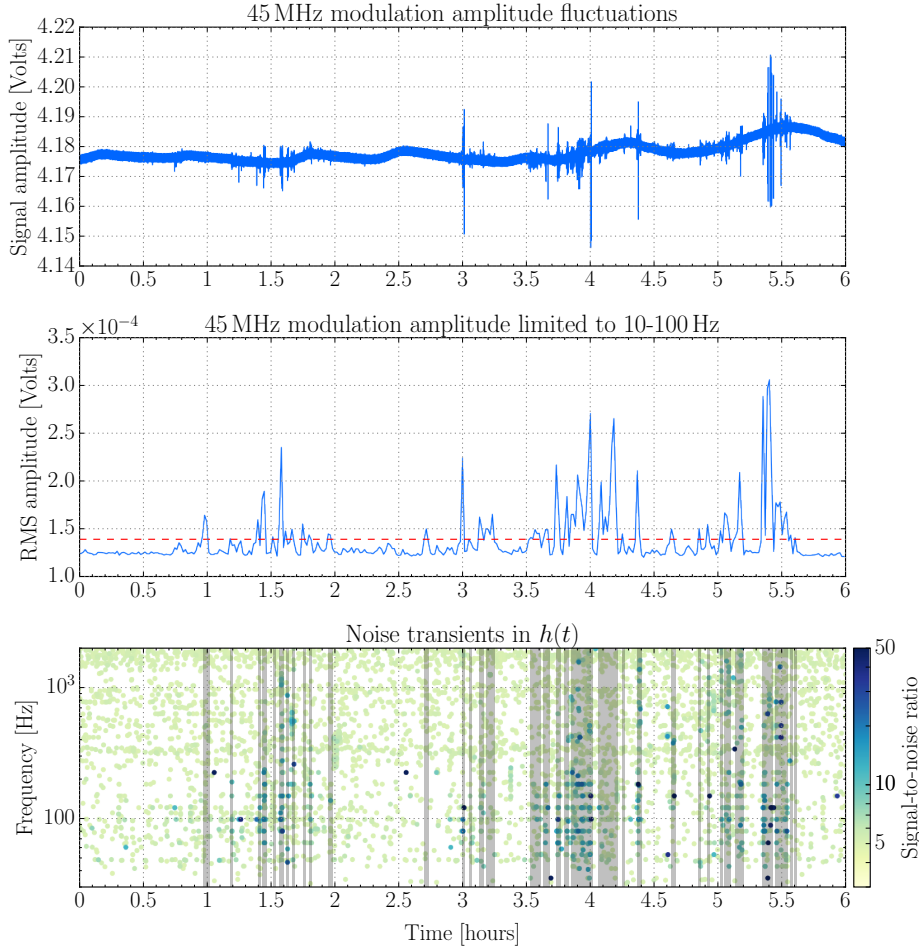 45 MHz modulation amplitude fluctuations
Signal amplitude [Volts]
4.22
4.21
4.20
4.19
4.18
4.17
4.16
4.15
4.14
0 0.5 1 1.5 2 2.5 3 3.5 4 4.5 5 5.5 6
×10⁻⁴
45 MHz modulation amplitude limited to 10-100 Hz
RMS amplitude [Volts]
3.5
3.0
2.5
2.0
1.5
1.0
0 0.5 1 1.5 2 2.5 3 3.5 4 4.5 5 5.5 6
Noise transients in h(t)
Frequency [Hz]
10³
100
0 0.5 1 1.5 2 2.5 3 3.5 4 4.5 5 5.5 6
Time [hours]
50
10
5
Signal-to-noise ratio